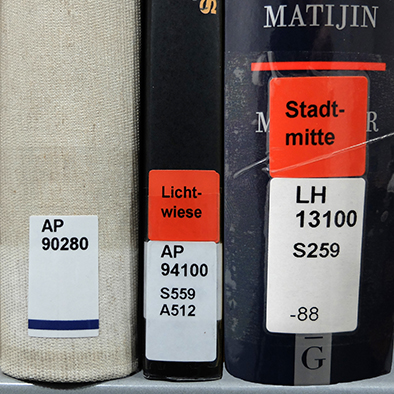 AP
90280
Licht-
wiese
AP
94100
S559
A512
MATIJIN
Stadt-
mitte
LH
13100
S259
-88
G